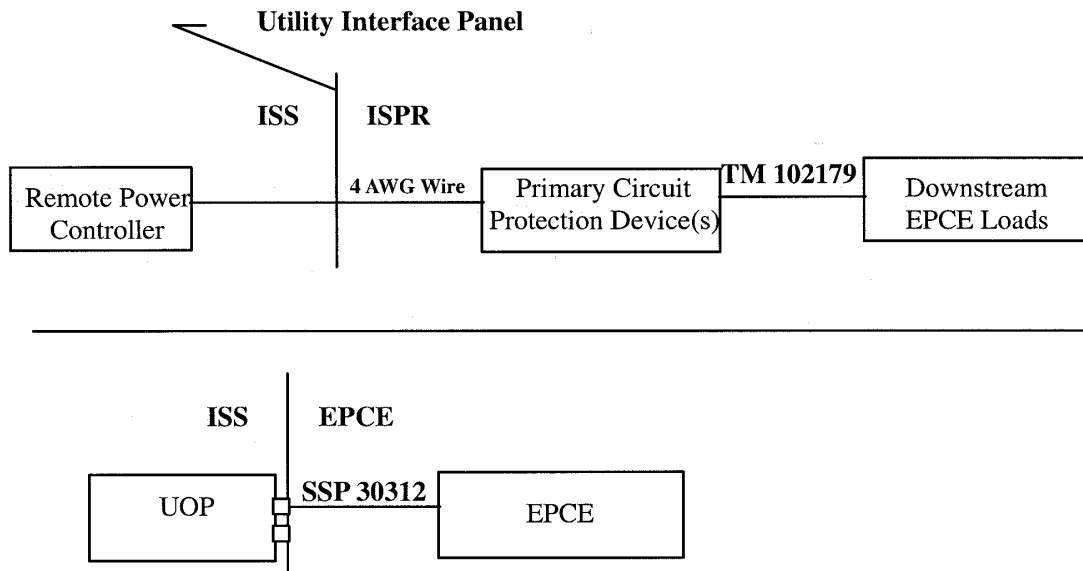 Utility Interface Panel
ISS
ISPR
Remote Power
Controller
4 AWG Wire
Primary Circuit
Protection Device(s)
TM 102179
Downstream
EPCE Loads
ISS
EPCE
UOP
SSP 30312
EPCE